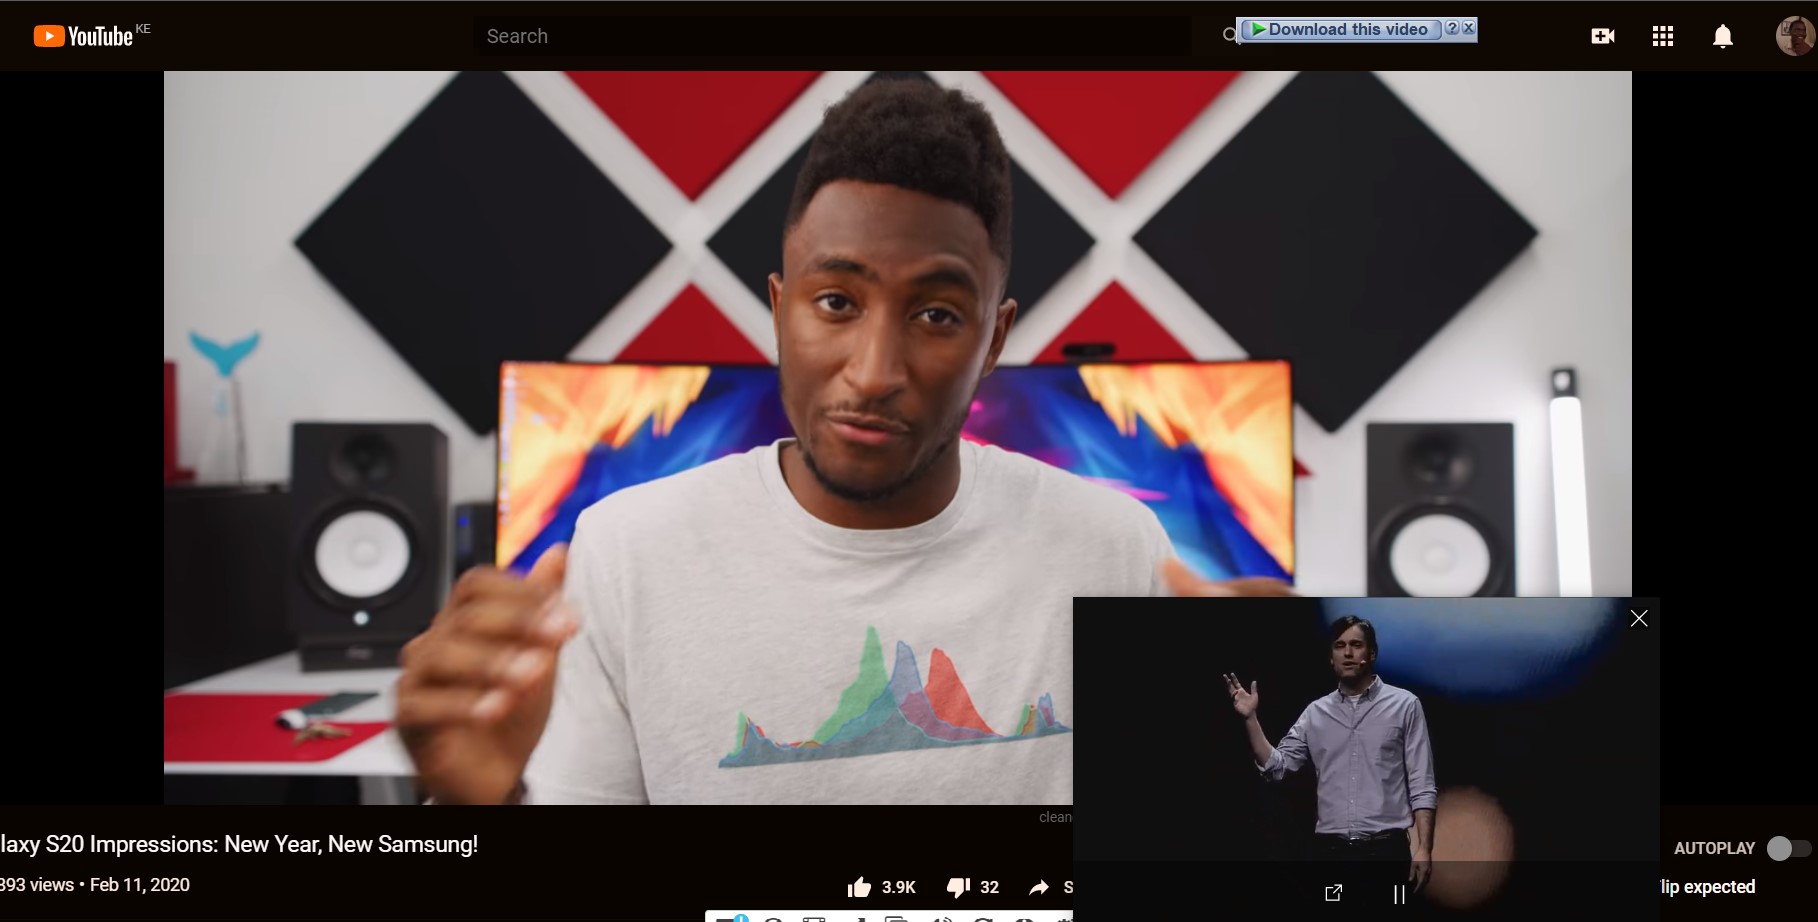 YouTube KE
Search
Download this video
laxy S20 Impressions: New Year, New Samsung!
393 views • Feb 11, 2020
3.9K
32
S
clean
AUTOPLAY
lip expected